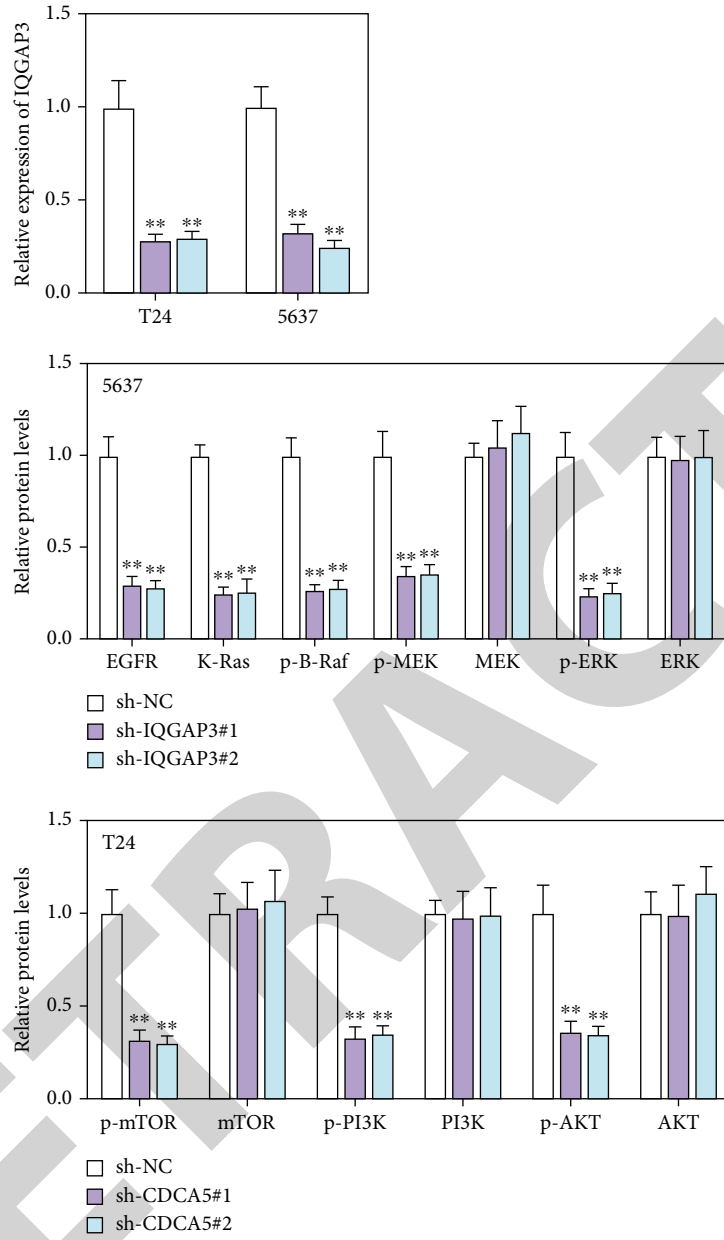 Relative expression of IQGAP3
1.5
1.0
0.5
0.0
** ** ** **
T24 5637
Relative protein levels
1.5
1.0
0.5
0.0
5637
** ** ** ** ** ** ** ** ** **
EGFR K-Ras p-B-Raf p-MEK MEK p-ERK ERK
sh-NC
sh-IQGAP3#1
sh-IQGAP3#2
Relative protein levels
1.5
1.0
0.5
0.0
T24
** ** ** ** ** **
p-mTOR mTOR p-PI3K PI3K p-AKT AKT
sh-NC
sh-CDCA5#1
sh-CDCA5#2
ETRACT